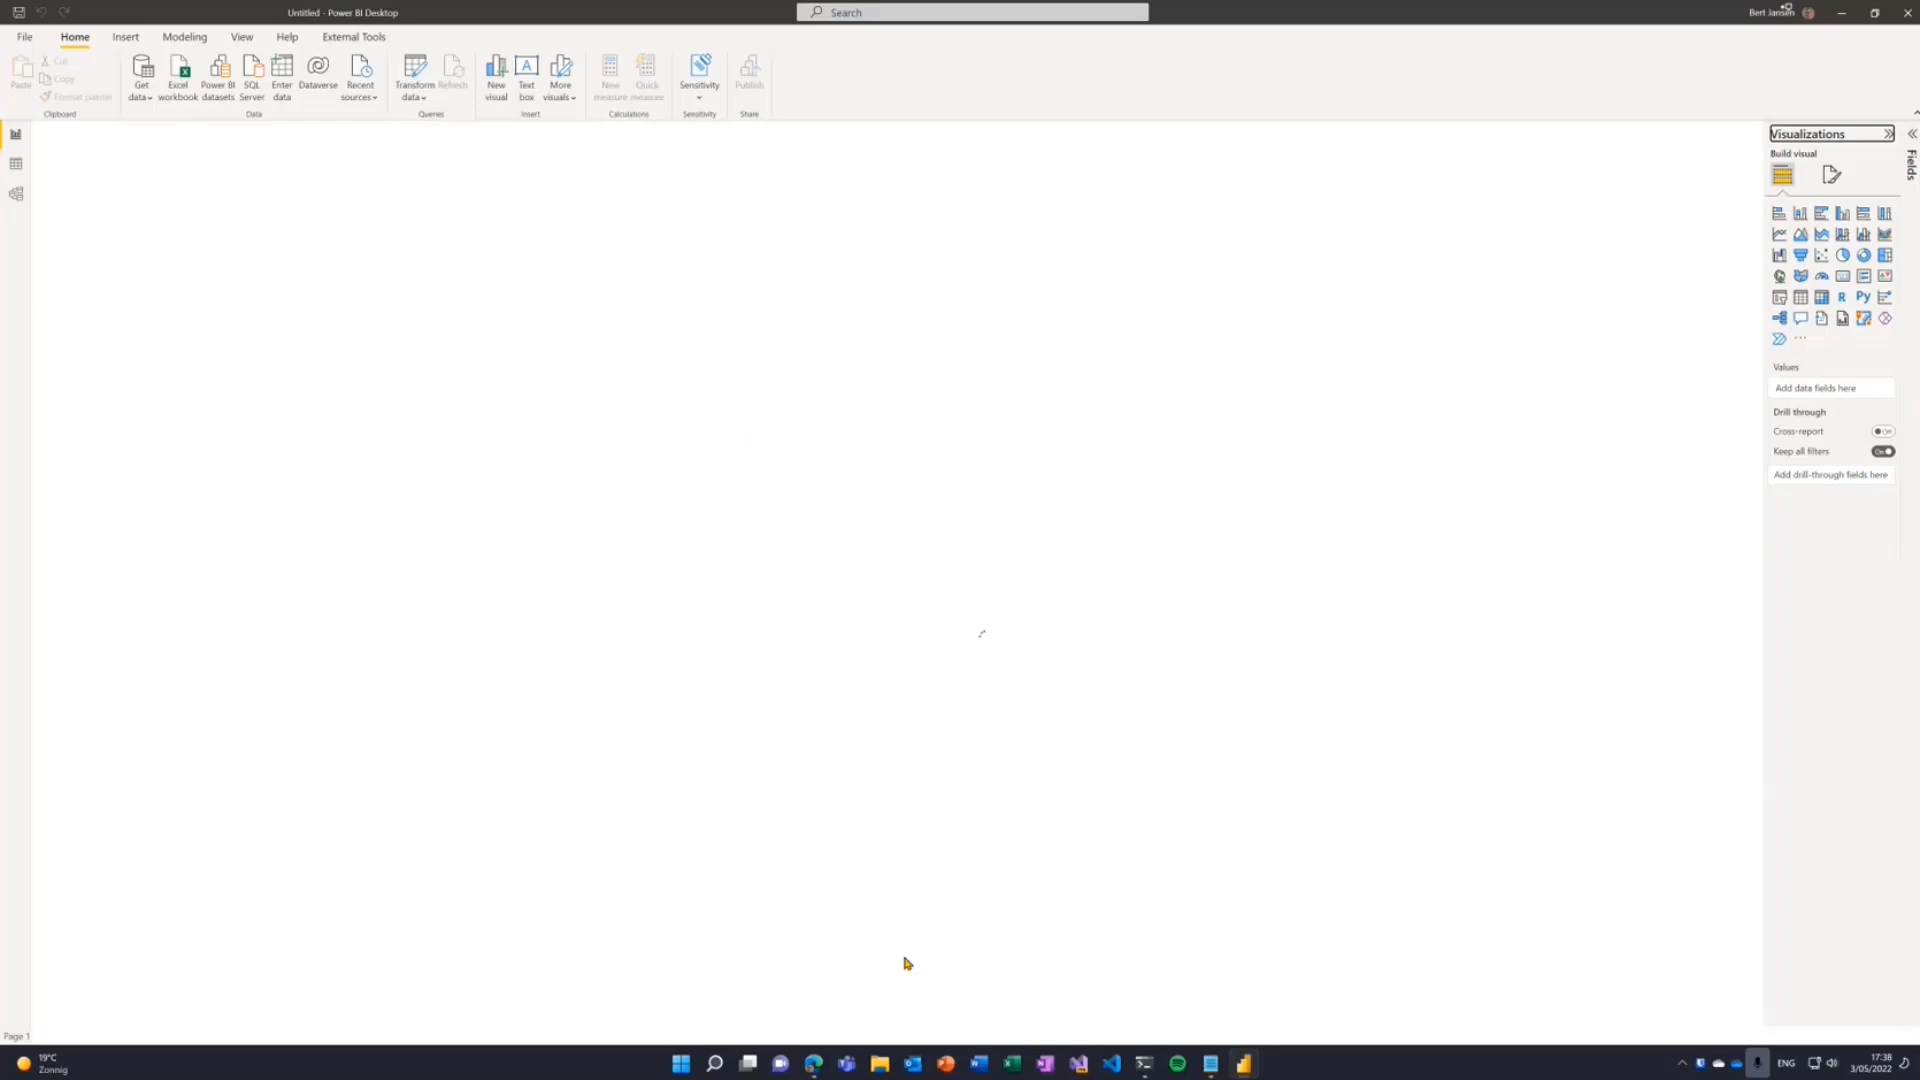 Untitled - Power BI Desktop
Search
Bert Jansen
File Home Insert Modeling View Help External Tools
Paste
Cut
Copy
Format painter
Clipboard
Get data
Excel workbook
Power BI datasets
SQL Server
Enter data
Dataverse
Recent sources
Data
Transform data
Refresh
Queries
New visual
Text box
More visuals
Insert
New measure
Quick measure
Calculations
Sensitivity
Sensitivity
Publish
Share
Visualizations
Fields
Build visual
R
Py
Values
Add data fields here
Drill through
Cross-report
Off
Keep all filters
On
Add drill-through fields here
Page 1
19°C
Zonnig
ENG
17:38
3/05/2022